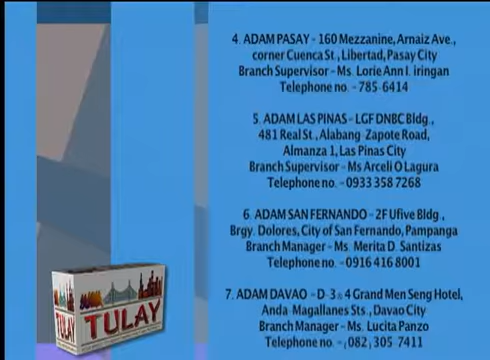 4. ADAM PASAY - 160 Mezzanine, Arnaiz Ave.,
corner Cuenca St., Libertad, Pasay City
Branch Supervisor - Ms. Lorie Ann I. iringan
Telephone no. - 785-6414
5. ADAM LAS PINAS - LGF DNBC Bldg.,
481 Real St., Alabang-Zapote Road,
Almanza 1, Las Pinas City
Branch Supervisor - Ms Arceli O Lagura
Telephone no. - 0933 358 7268
6. ADAM SAN FERNANDO - 2F Ufive Bldg.,
Brgy. Dolores, City of San Fernando, Pampanga
Branch Manager - Ms. Merita D. Santizas
Telephone no. - 0916 416 8001
7. ADAM DAVAO - D-3 & 4 Grand Men Seng Hotel,
Anda-Magallanes Sts., Davao City
Branch Manager - Ms. Lucita Panzo
Telephone no. - (082) 305-7411
TULAY
TULAY